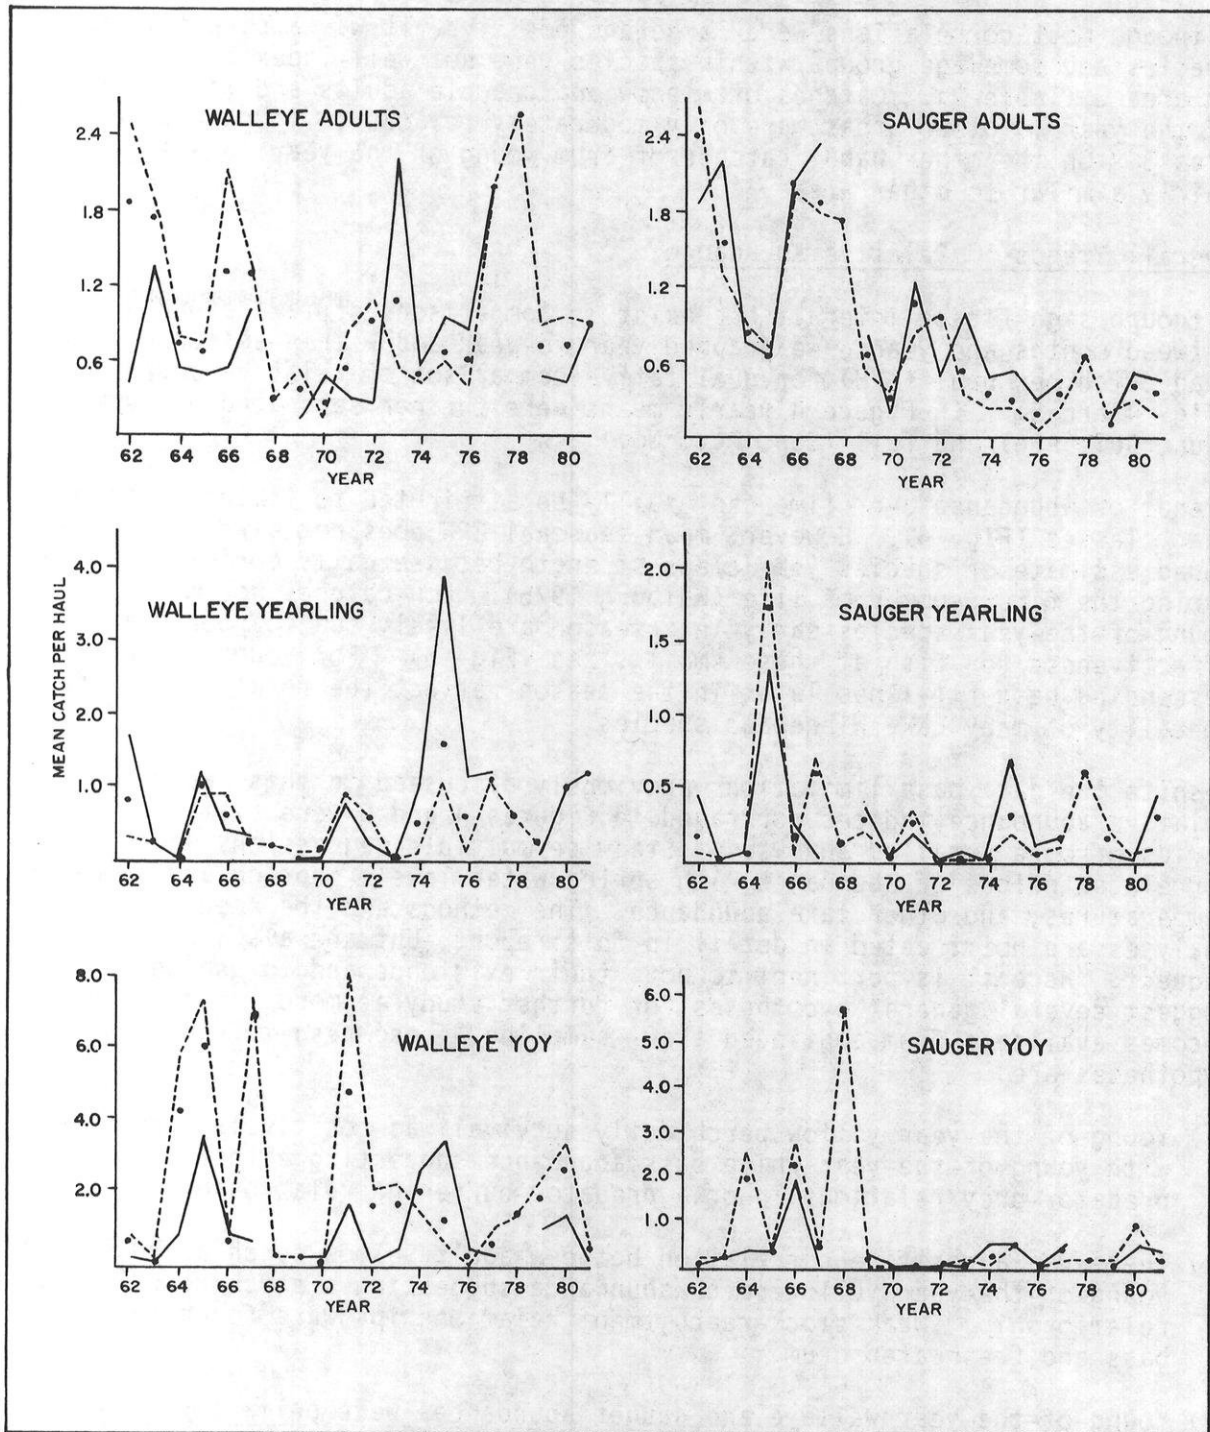 WALLEYE ADULTS
2.4
1.8
1.2
0.6
62 64 66 68 70 72 74 76 78 80
YEAR
SAUGER ADULTS
2.4
1.8
1.2
0.6
62 64 66 68 70 72 74 76 78 80
YEAR
MEAN CATCH PER HAUL
WALLEYE YEARLING
4.0
3.0
2.0
1.0
62 64 66 68 70 72 74 76 78 80
YEAR
SAUGER YEARLING
2.0
1.5
1.0
0.5
62 64 66 68 70 72 74 76 78 80
YEAR
WALLEYE YOY
8.0
6.0
4.0
2.0
62 64 66 68 70 72 74 76 78 80
YEAR
SAUGER YOY
6.0
5.0
4.0
3.0
2.0
1.0
62 64 66 68 70 72 74 76 78 80
YEAR